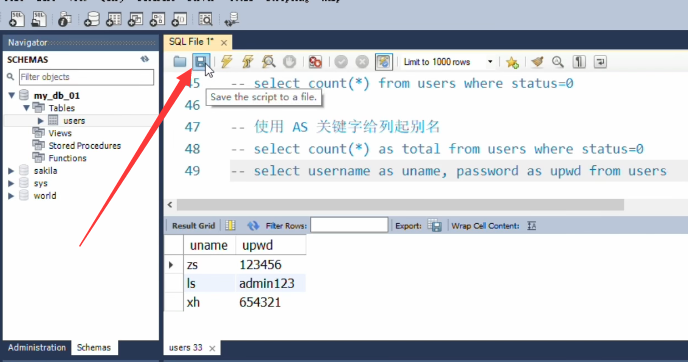 Navigator
SQL File 1*
SCHEMAS
Filter objects
my_db_01
Tables
users
Views
Stored Procedures
Functions
sakila
sys
world
Administration
Schemas
Limit to 1000 rows
45 -- select count(*) from users where status=0
Save the script to a file.
46
47 -- 使用 AS 关键字给列起别名
48 -- select count(*) as total from users where status=0
49 -- select username as uname, password as upwd from users
Result Grid
Filter Rows:
Export:
Wrap Cell Content:
uname upwd
zs 123456
ls admin123
xh 654321
users 33